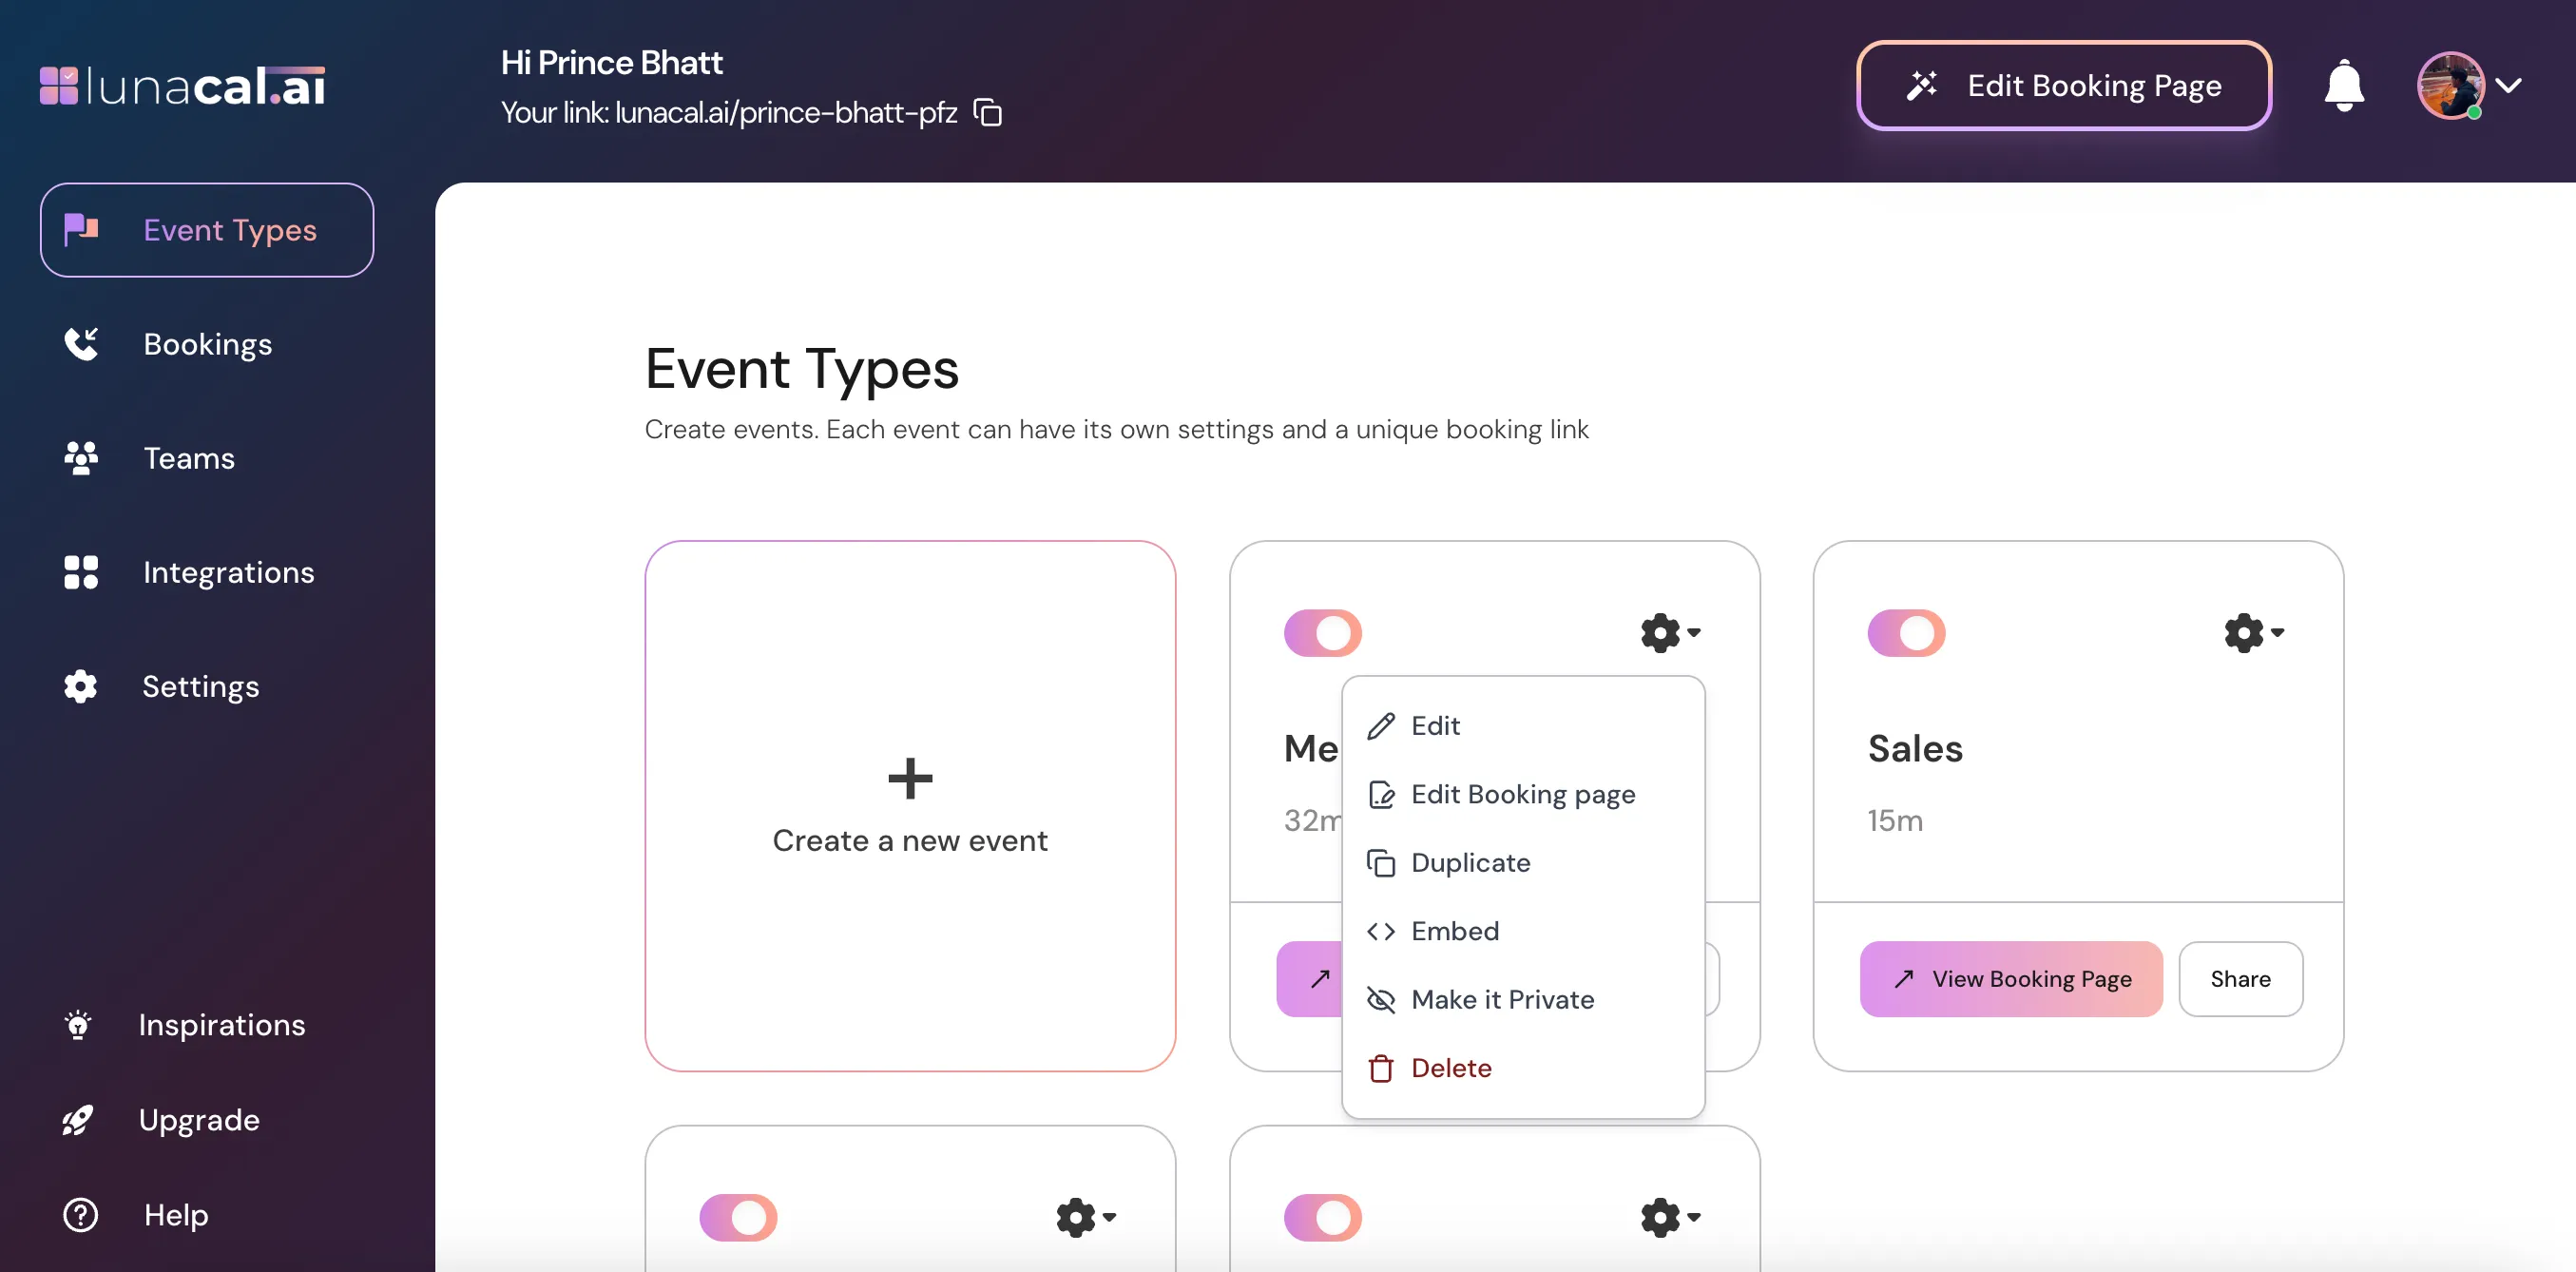 lunacal.ai
Hi Prince Bhatt
Your link: lunacal.ai/prince-bhatt-pfz
Edit Booking Page
Event Types
Bookings
Teams
Integrations
Settings
Inspirations
Upgrade
Help
Event Types
Create events. Each event can have its own settings and a unique booking link
Create a new event
Me
32m
Edit
Edit Booking page
Duplicate
Embed
Make it Private
Delete
Sales
15m
View Booking Page
Share